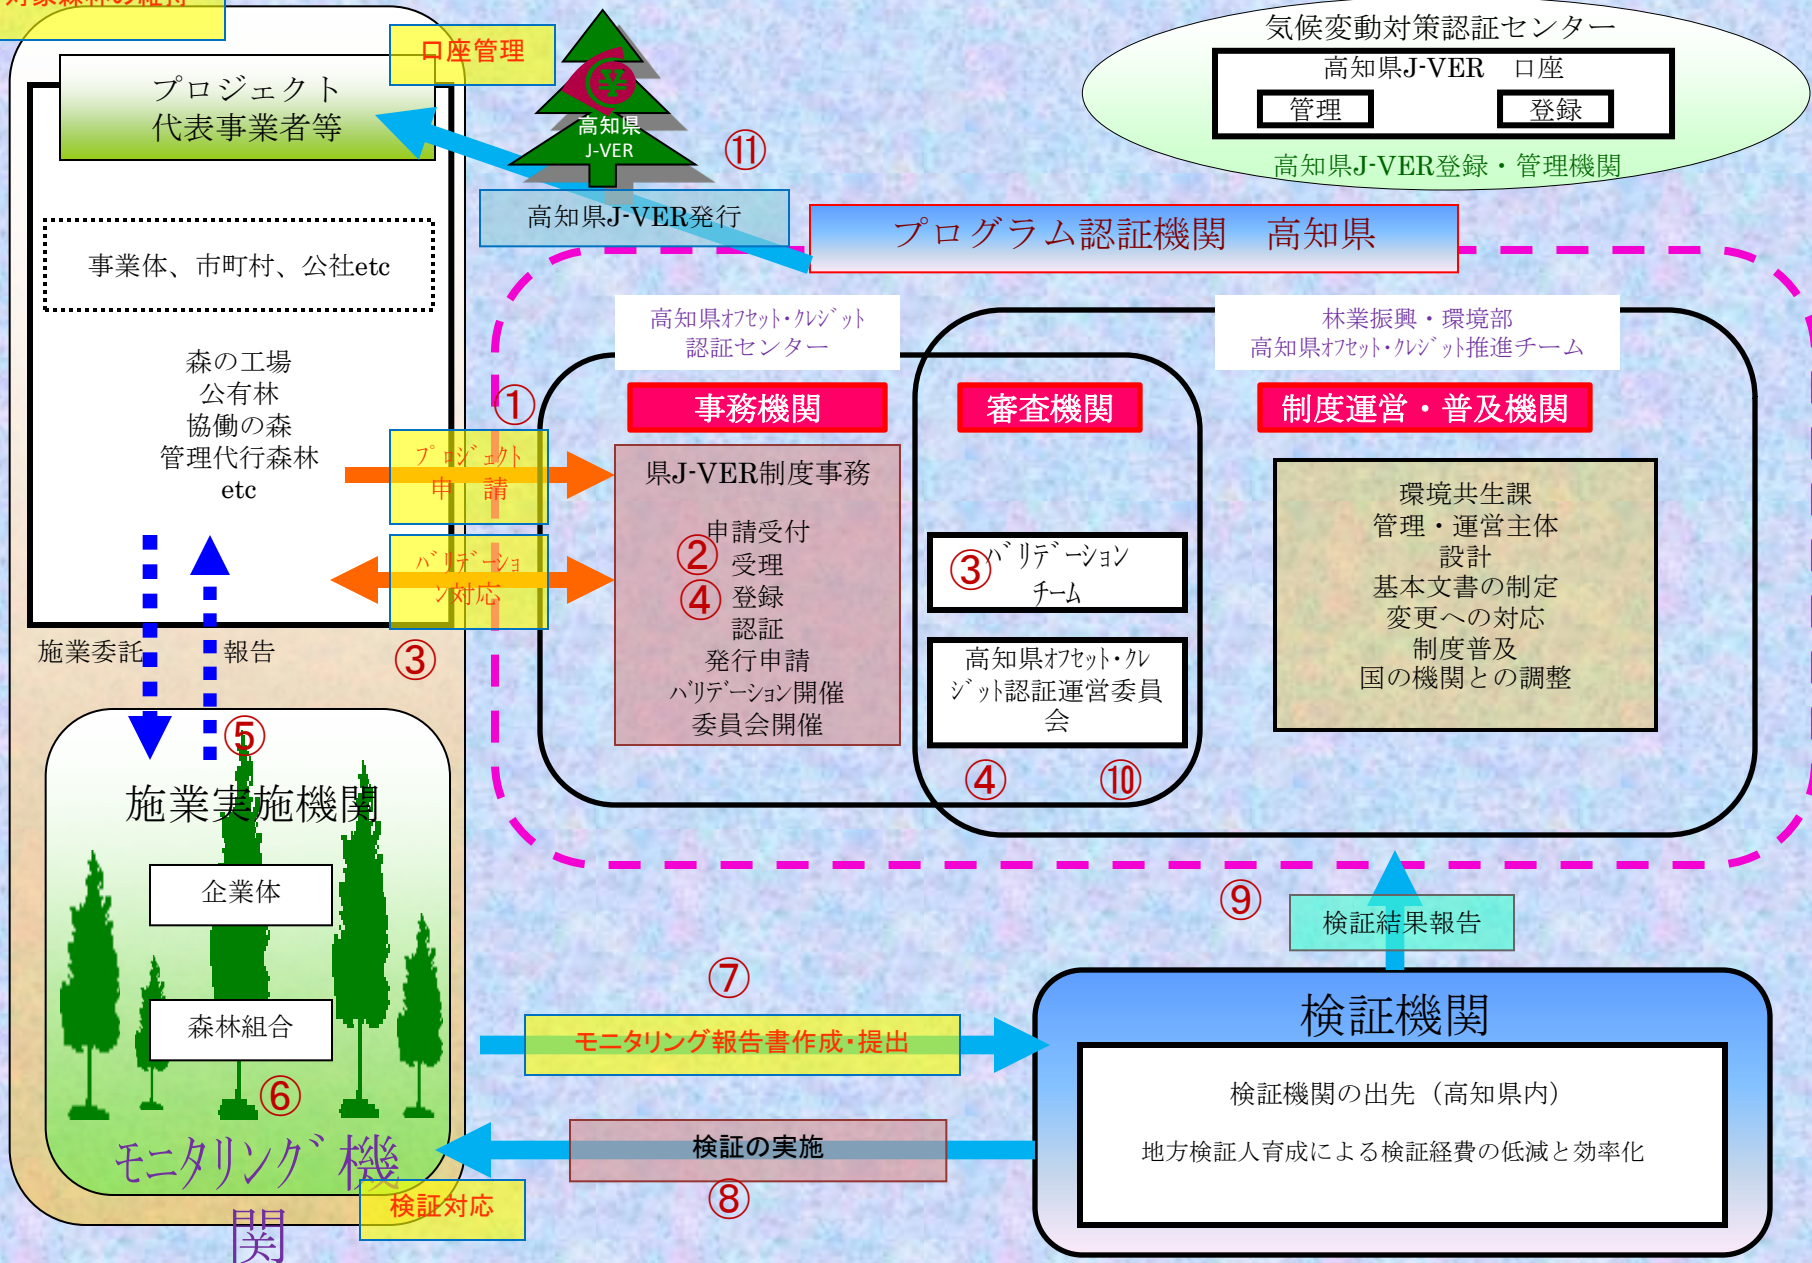 対象森林の維持
口座管理
プロジェクト
代表事業者等
事業体、市町村、公社etc
森の工場
公有林
協働の森
管理代行森林
etc
高知県
J-VER
⑪
高知県J-VER発行
気候変動対策認証センター
高知県J-VER 口座
管理
登録
高知県J-VER登録・管理機関
プログラム認証機関 高知県
高知県ｵﾌｾｯﾄ･ｸﾚｼﾞｯﾄ
認証センター
林業振興・環境部
高知県ｵﾌｾｯﾄ･ｸﾚｼﾞｯﾄ推進チーム
①
事務機関
審査機関
制度運営・普及機関
ﾌﾟﾛｼﾞｪｸﾄ
申 請
ﾊﾞﾘﾃﾞｰｼｮ
ﾝ対応
③
県J-VER制度事務
申請受付
② 受理
④ 登録
認証
発行申請
ﾊﾞﾘﾃﾞｰｼｮﾝ開催
委員会開催
③ ﾊﾞﾘﾃﾞｰｼｮﾝ
ﾁｰﾑ
高知県ｵﾌｾｯﾄ･ｸﾚ
ｼﾞｯﾄ認証運営委員
会
④ ⑩
環境共生課
管理・運営主体
設計
基本文書の制定
変更への対応
制度普及
国の機関との調整
施業委託
報告
⑤
施業実施機関
企業体
森林組合
⑥
ﾓﾆﾀﾘﾝｸﾞ機
関
⑦
モニタリング報告書作成･提出
検証の実施
⑧
検証対応
⑨
検証結果報告
検証機関
検証機関の出先（高知県内）
地方検証人育成による検証経費の低減と効率化